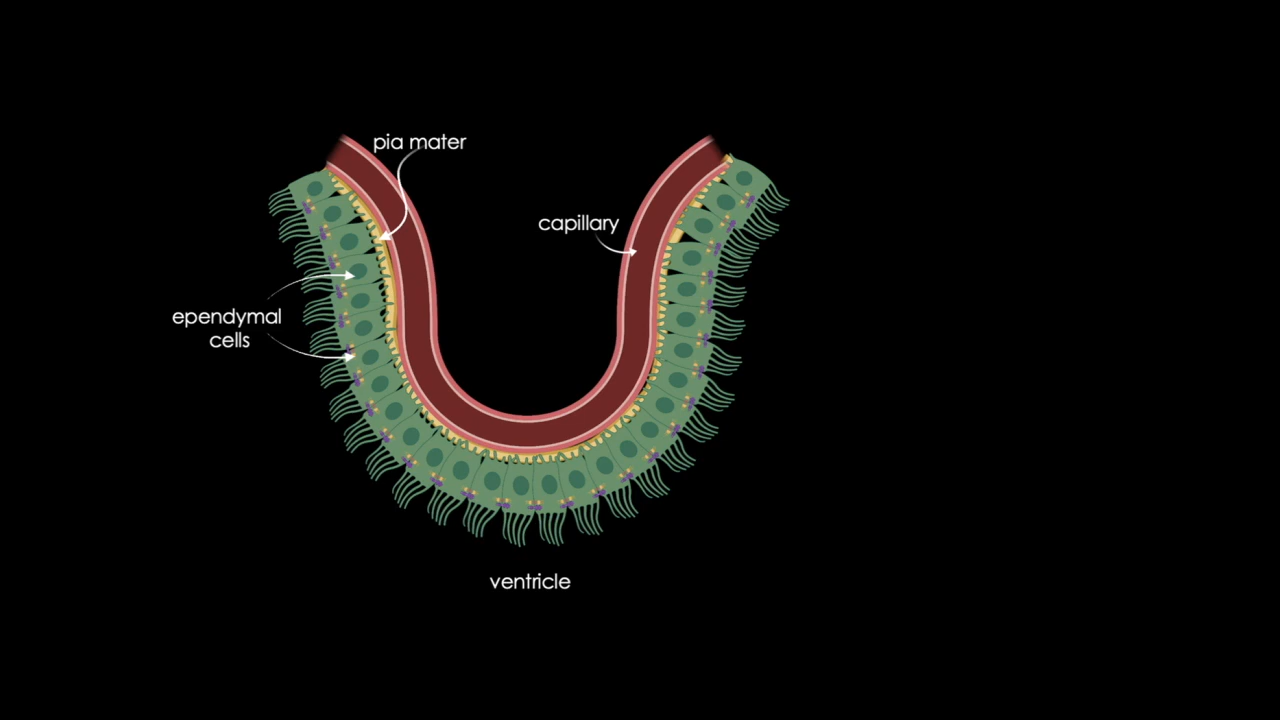 pia mater
capillary
ependymal
cells
ventricle